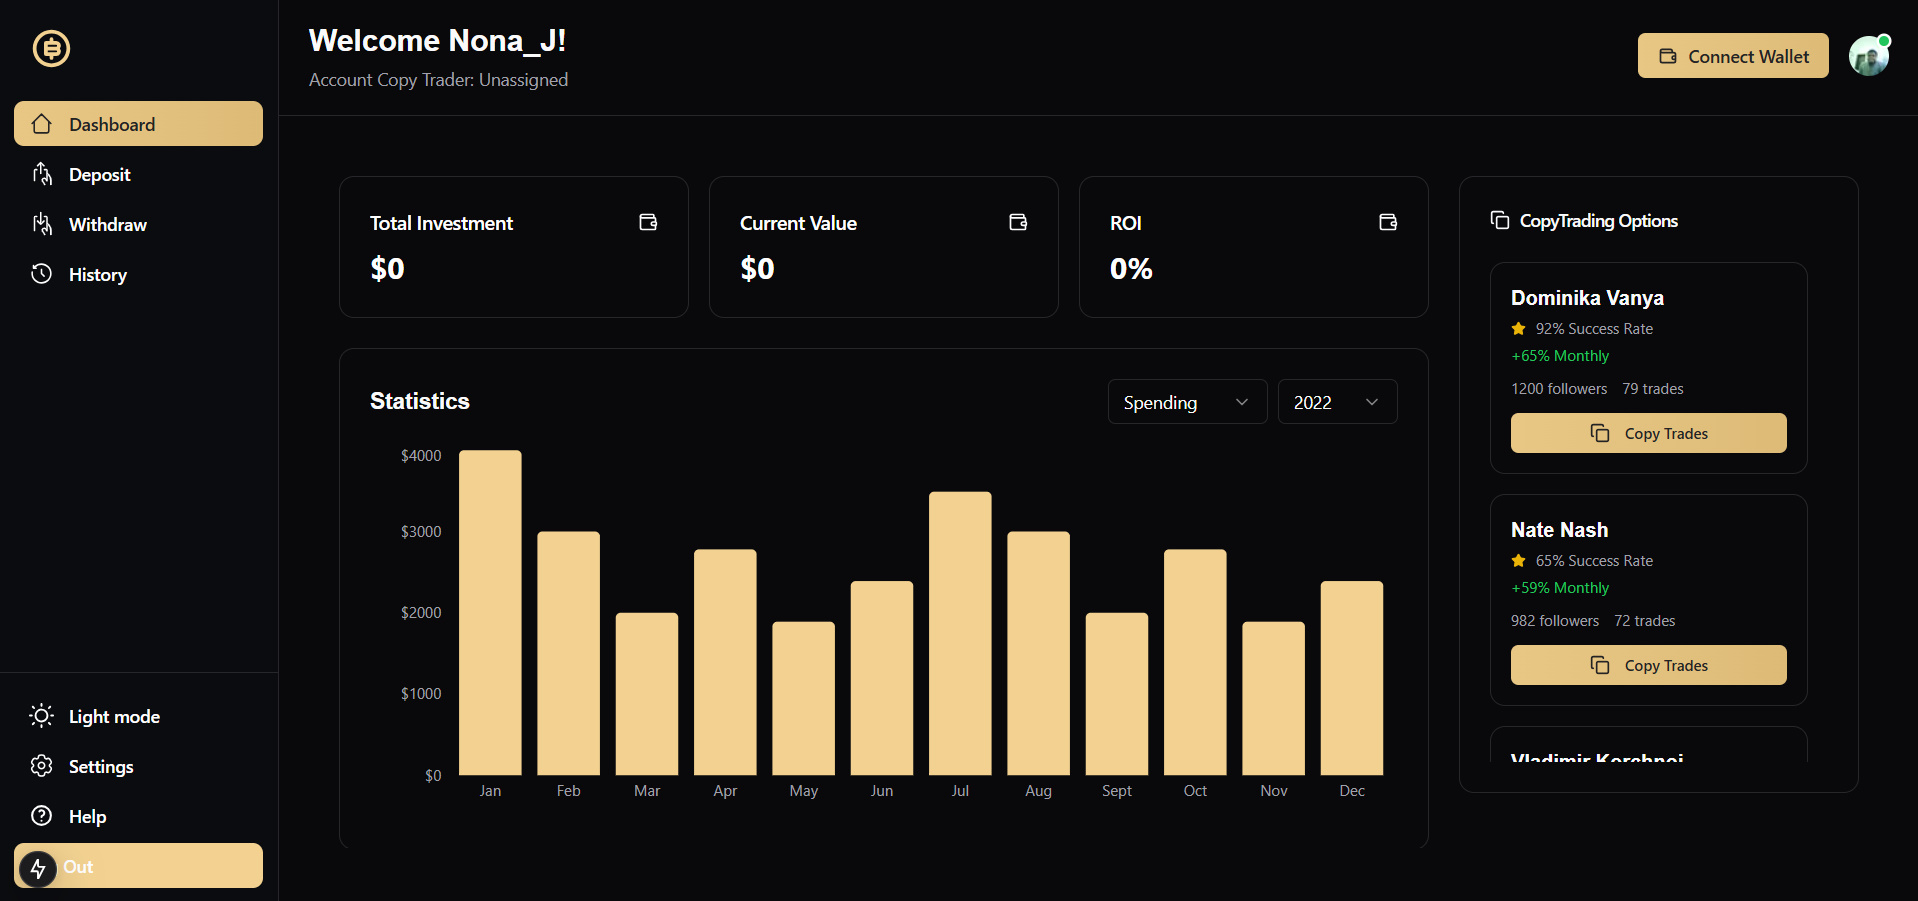 Dashboard
Deposit
Withdraw
History
Light mode
Settings
Help
Out
Welcome Nona_J!
Account Copy Trader: Unassigned
Connect Wallet
Total Investment
$0
Current Value
$0
ROI
0%
Statistics
Spending
2022
$4000
$3000
$2000
$1000
$0
Jan Feb Mar Apr May Jun Jul Aug Sept Oct Nov Dec
CopyTrading Options
Dominika Vanya
92% Success Rate
+65% Monthly
1200 followers 79 trades
Copy Trades
Nate Nash
65% Success Rate
+59% Monthly
982 followers 72 trades
Copy Trades
Vladimir Korchnoi